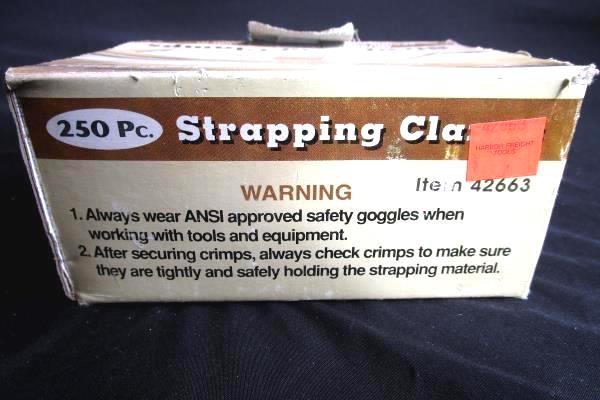 250 Pc. Strapping Cla
42663
HARBOR FREIGHT
TOOLS
Item 42663
WARNING
1. Always wear ANSI approved safety goggles when
working with tools and equipment.
2. After securing crimps, always check crimps to make sure
they are tightly and safely holding the strapping material.